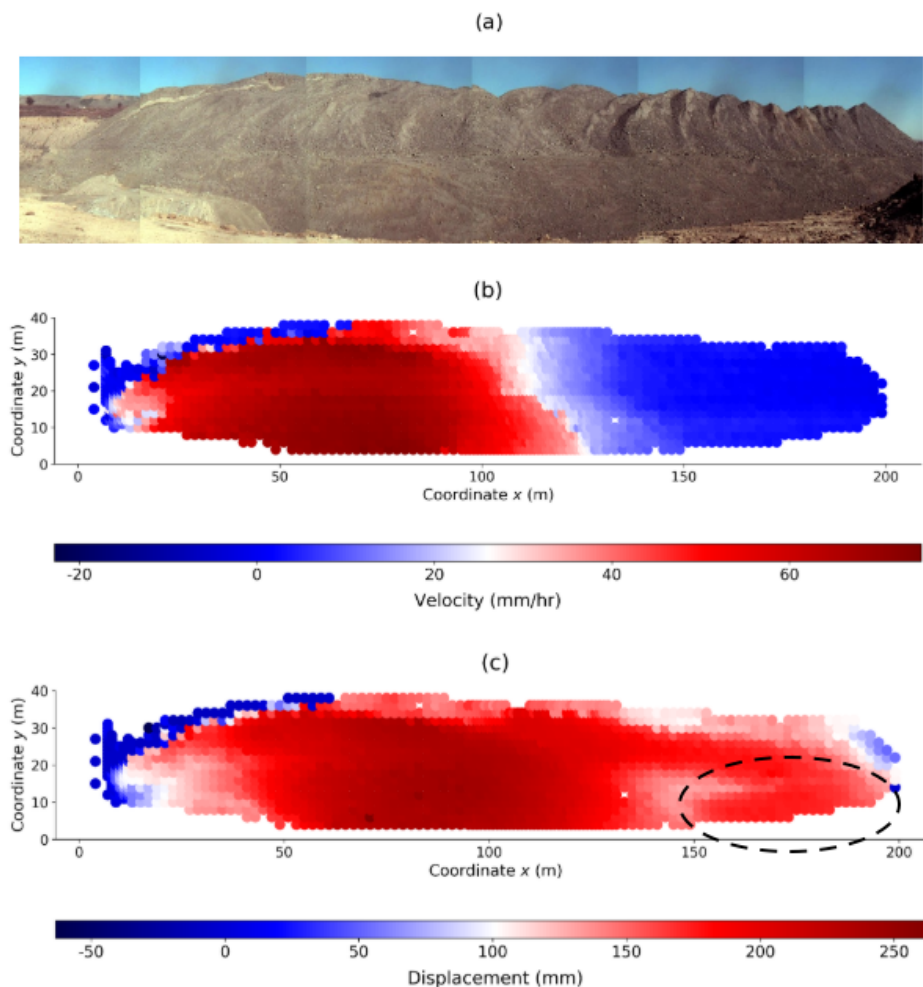 (a)
(b)
40
30
20
10
0
Coordinate y (m)
0 50 100 150 200
Coordinate x (m)
-20 0 20 40 60
Velocity (mm/hr)
(c)
40
30
20
10
0
Coordinate y (m)
0 50 100 150 200
Coordinate x (m)
-50 0 50 100 150 200 250
Displacement (mm)